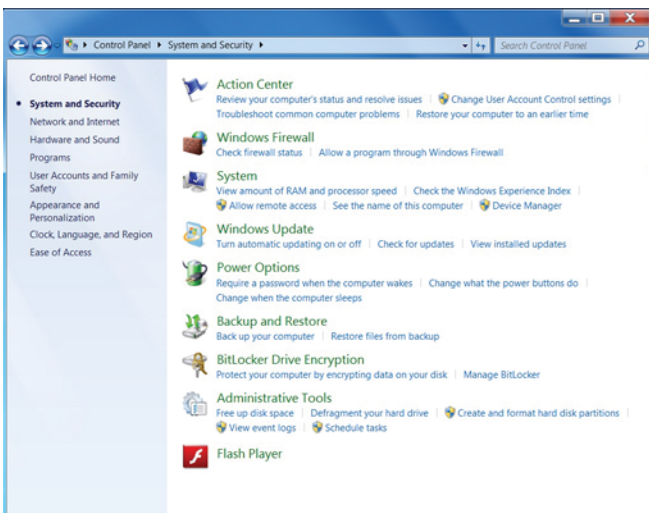 Control Panel ▸ System and Security ▸
Search Control Panel
Control Panel Home
System and Security
Network and Internet
Hardware and Sound
Programs
User Accounts and Family
Safety
Appearance and
Personalization
Clock, Language, and Region
Ease of Access
Action Center
Review your computer's status and resolve issues | Change User Account Control settings |
Troubleshoot common computer problems | Restore your computer to an earlier time
Windows Firewall
Check firewall status | Allow a program through Windows Firewall
System
View amount of RAM and processor speed | Check the Windows Experience Index |
Allow remote access | See the name of this computer | Device Manager
Windows Update
Turn automatic updating on or off | Check for updates | View installed updates
Power Options
Require a password when the computer wakes | Change what the power buttons do |
Change when the computer sleeps
Backup and Restore
Back up your computer | Restore files from backup
BitLocker Drive Encryption
Protect your computer by encrypting data on your disk | Manage BitLocker
Administrative Tools
Free up disk space | Defragment your hard drive | Create and format hard disk partitions |
View event logs | Schedule tasks
Flash Player